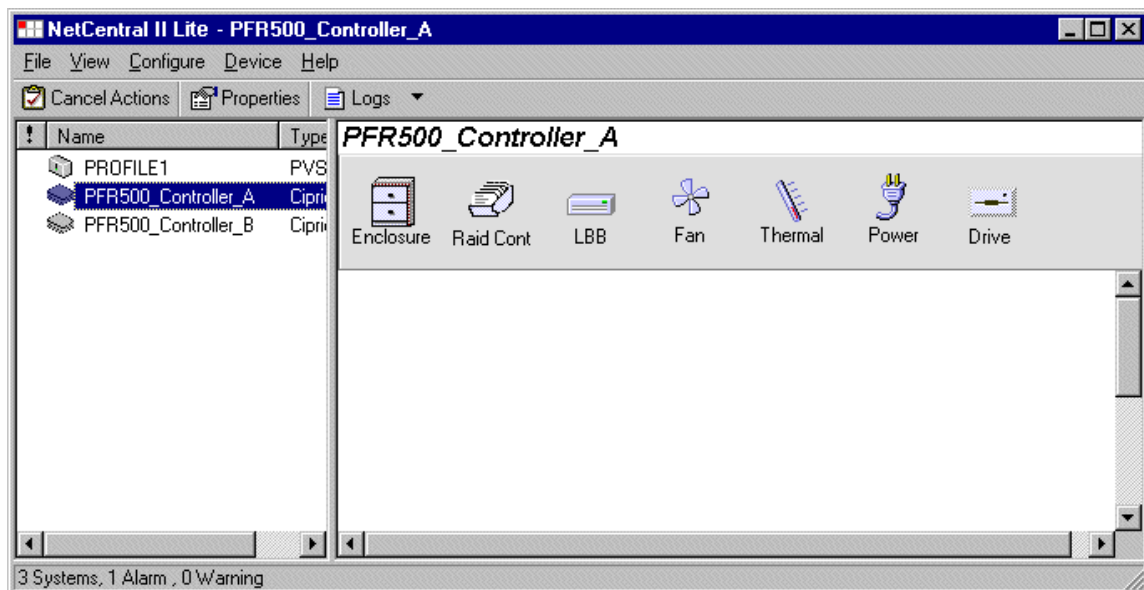 NetCentral II Lite - PFR500_Controller_A
File View Configure Device Help
Cancel Actions Properties Logs
! Name Type
PROFILE1 PVS
PFR500_Controller_A Cipri
PFR500_Controller_B Cipric
PFR500_Controller_A
Enclosure Raid Cont LBB Fan Thermal Power Drive
3 Systems, 1 Alarm , 0 Warning